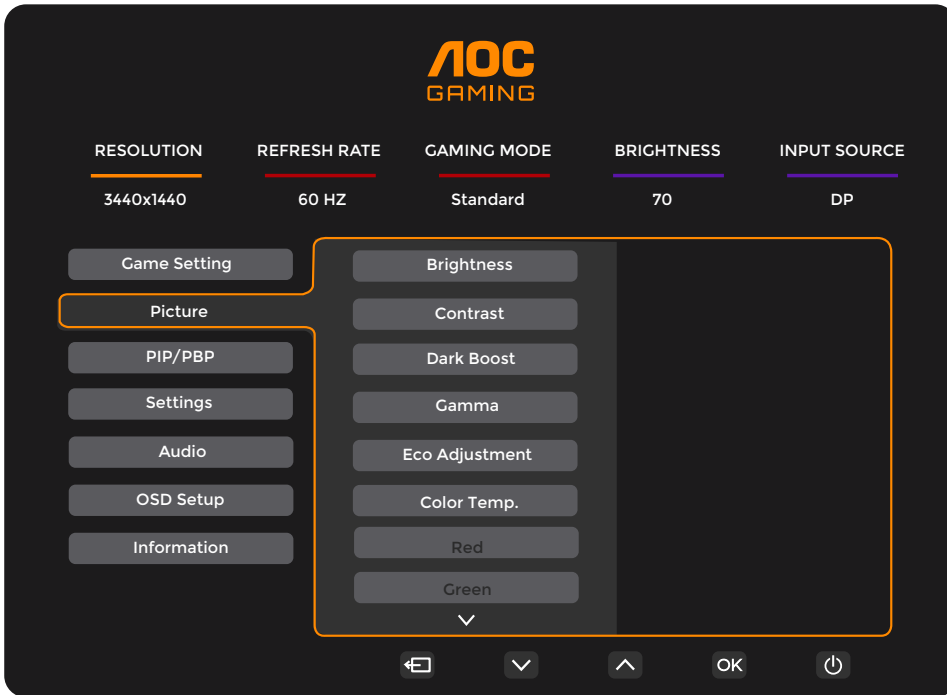 AOC
GAMING
RESOLUTION REFRESH RATE GAMING MODE BRIGHTNESS INPUT SOURCE
3440x1440 60 HZ Standard 70 DP
Game Setting
Picture
PIP/PBP
Settings
Audio
OSD Setup
Information
Brightness
Contrast
Dark Boost
Gamma
Eco Adjustment
Color Temp.
Red
Green
OK